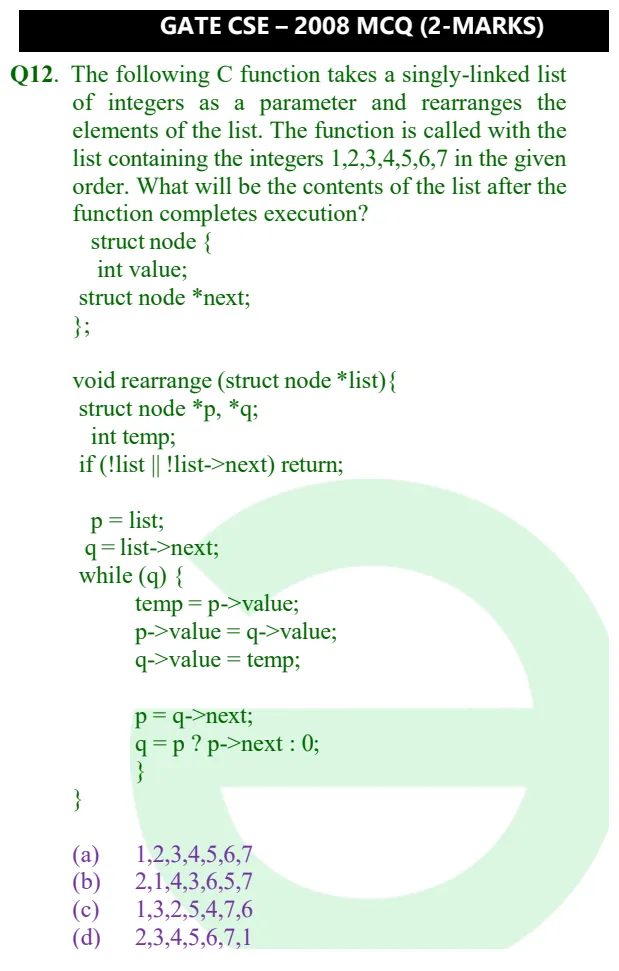 GATE CSE – 2008 MCQ (2-MARKS)
Q12. The following C function takes a singly-linked list
of integers as a parameter and rearranges the
elements of the list. The function is called with the
list containing the integers 1,2,3,4,5,6,7 in the given
order. What will be the contents of the list after the
function completes execution?
struct node {
int value;
struct node *next;
};
void rearrange (struct node *list){
struct node *p, *q;
int temp;
if (!list || !list->next) return;
p = list;
q = list->next;
while (q) {
temp = p->value;
p->value = q->value;
q->value = temp;
p = q->next;
q = p ? p->next : 0;
}
}
(a) 1,2,3,4,5,6,7
(b) 2,1,4,3,6,5,7
(c) 1,3,2,5,4,7,6
(d) 2,3,4,5,6,7,1